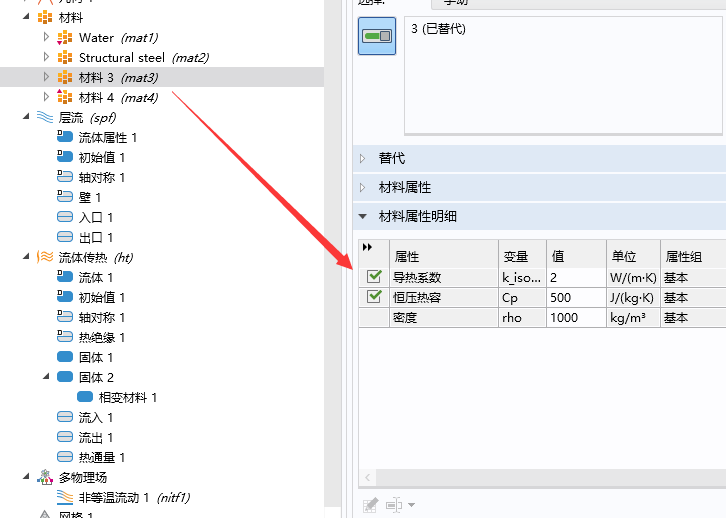 材料
Water (mat1)
Structural steel (mat2)
材料 3 (mat3)
材料 4 (mat4)
层流 (spf)
流体属性 1
初始值 1
轴对称 1
壁 1
入口 1
出口 1
流体传热 (ht)
流体 1
初始值 1
轴对称 1
热绝缘 1
固体 1
固体 2
相变材料 1
流入 1
流出 1
热通量 1
多物理场
非等温流动 1 (nitf1)
网格 1
3 (已替代)
替代
材料属性
材料属性明细
属性 变量 值 单位 属性组
导热系数 k_iso... 2 W/(m·K) 基本
恒压热容 Cp 500 J/(kg·K) 基本
密度 rho 1000 kg/m³ 基本